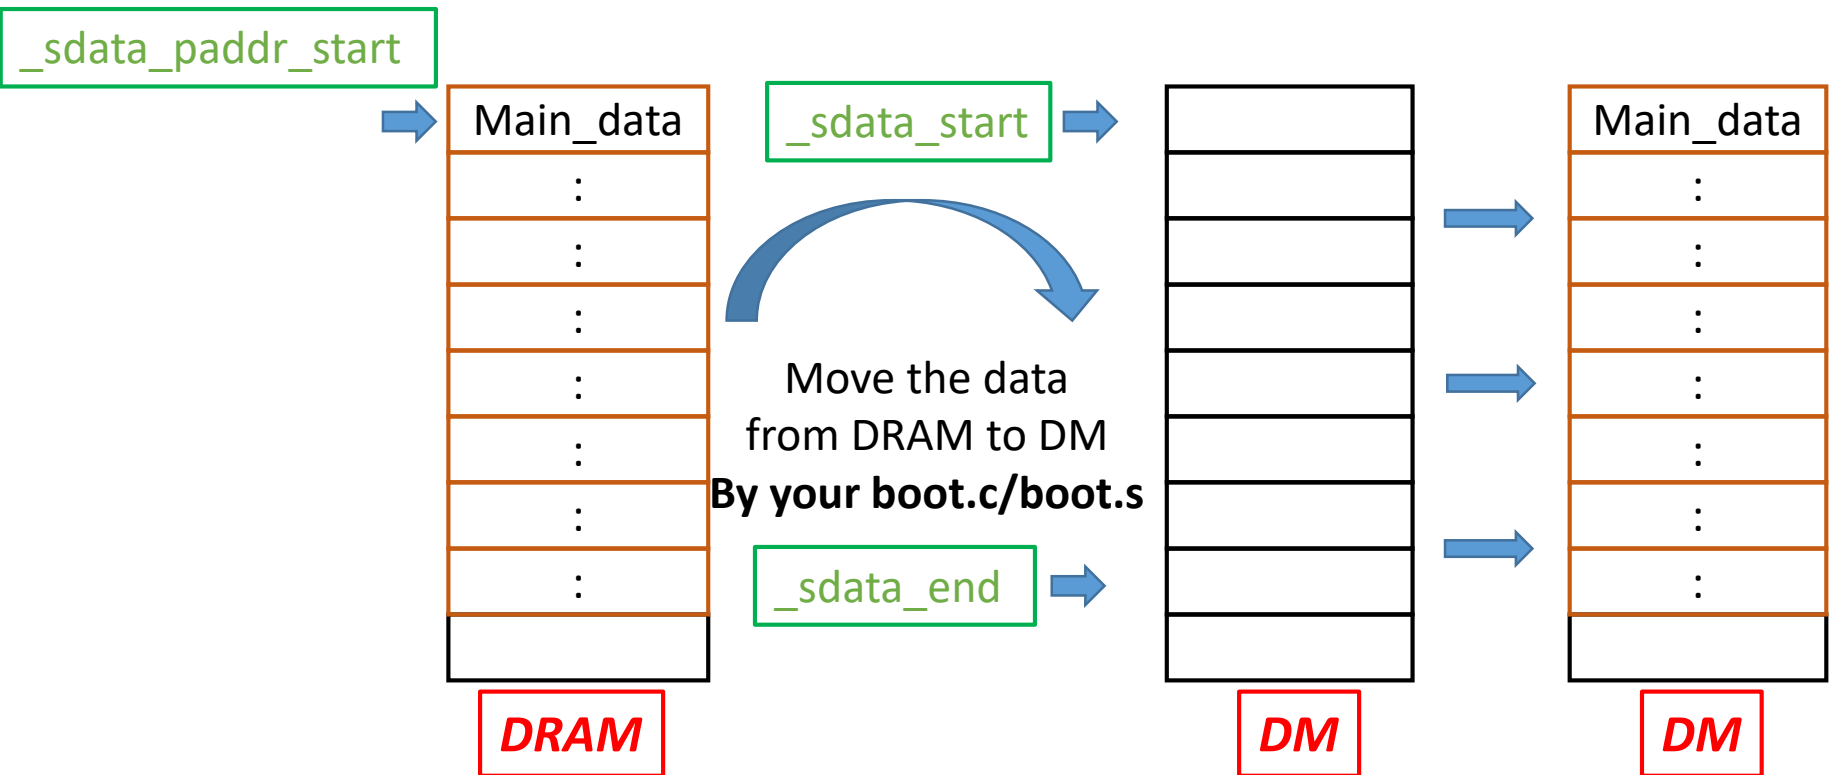 _sdata_paddr_start
Main_data
:
:
:
:
:
:
:
DRAM
_sdata_start
Move the data
from DRAM to DM
By your boot.c/boot.s
_sdata_end
DM
Main_data
:
:
:
:
:
:
:
DM